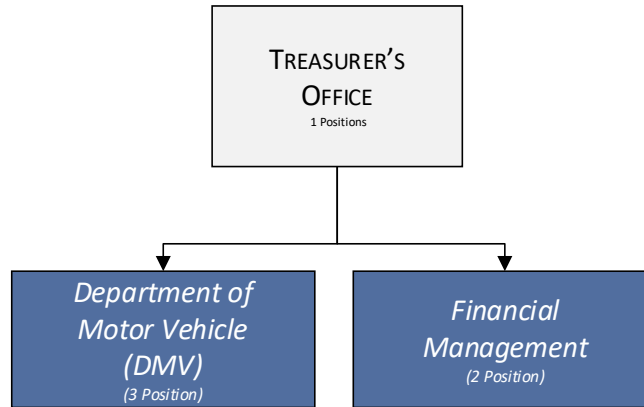 TREASURER'S
OFFICE
1 Positions
Department of
Motor Vehicle
(DMV)
(3 Position)
Financial
Management
(2 Position)